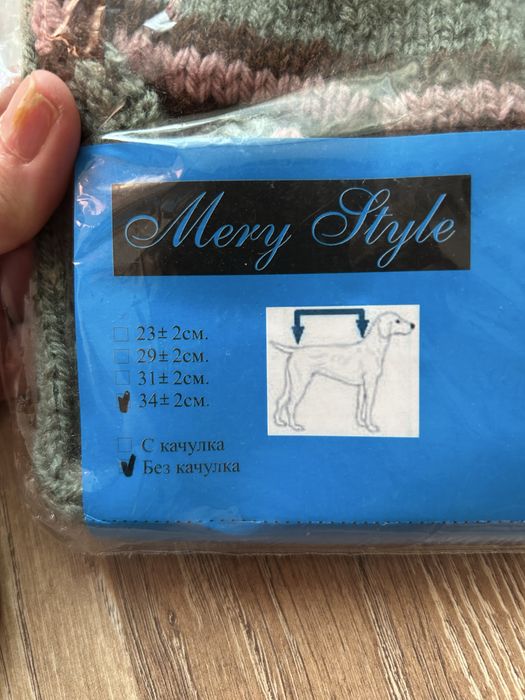 Mery Style
23± 2см.
29± 2см.
31± 2см.
34± 2см.
С качулка
Без качулка